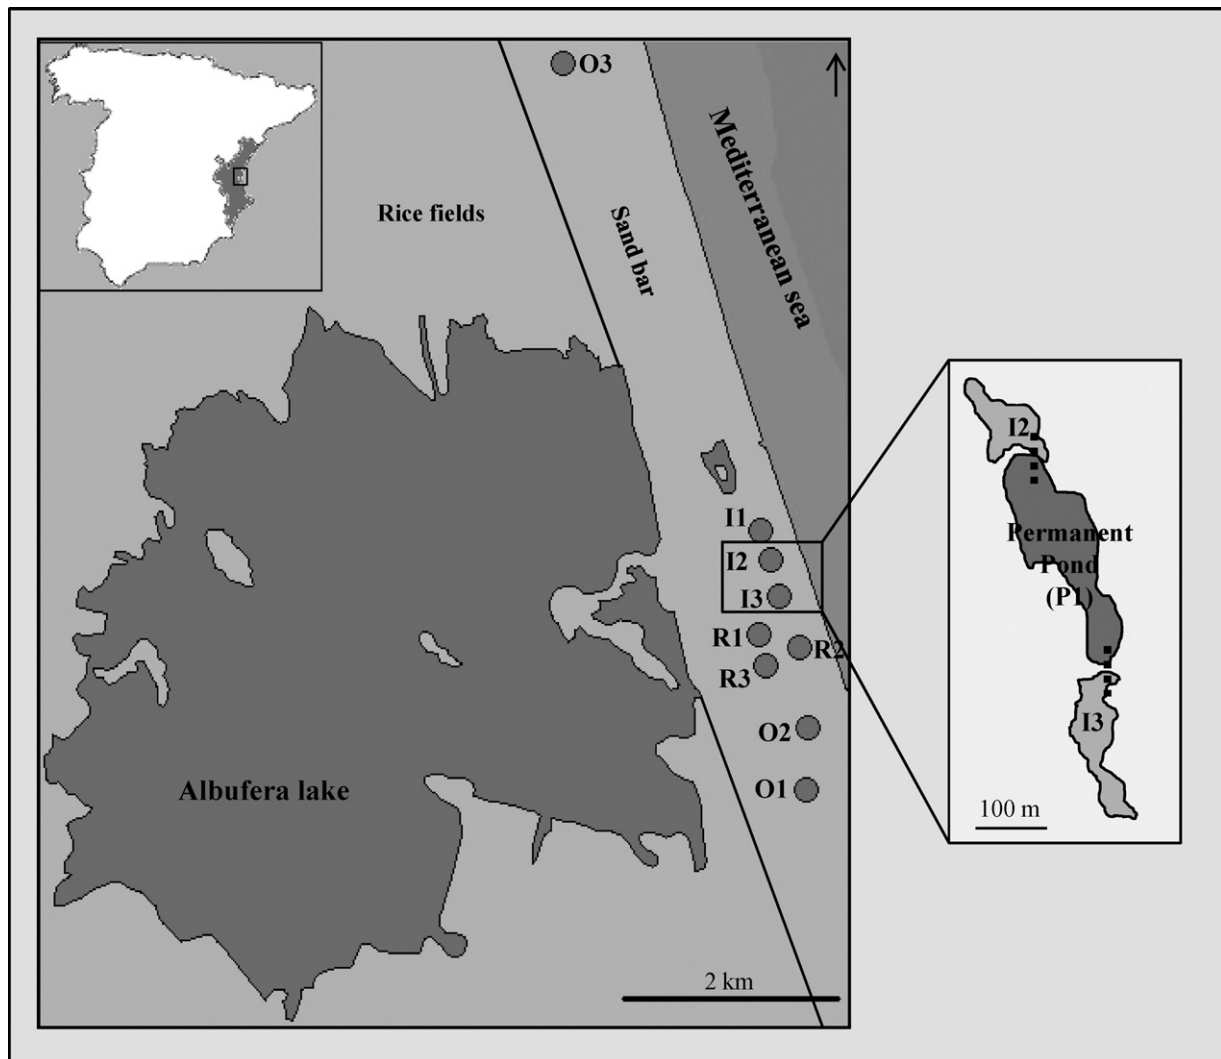 O3
Mediterranean sea
Rice fields
Sand bar
I1
I2
I3
R1
R2
R3
O2
O1
Albufera lake
2 km
I2
Permanent
Pond
(P1)
I3
100 m